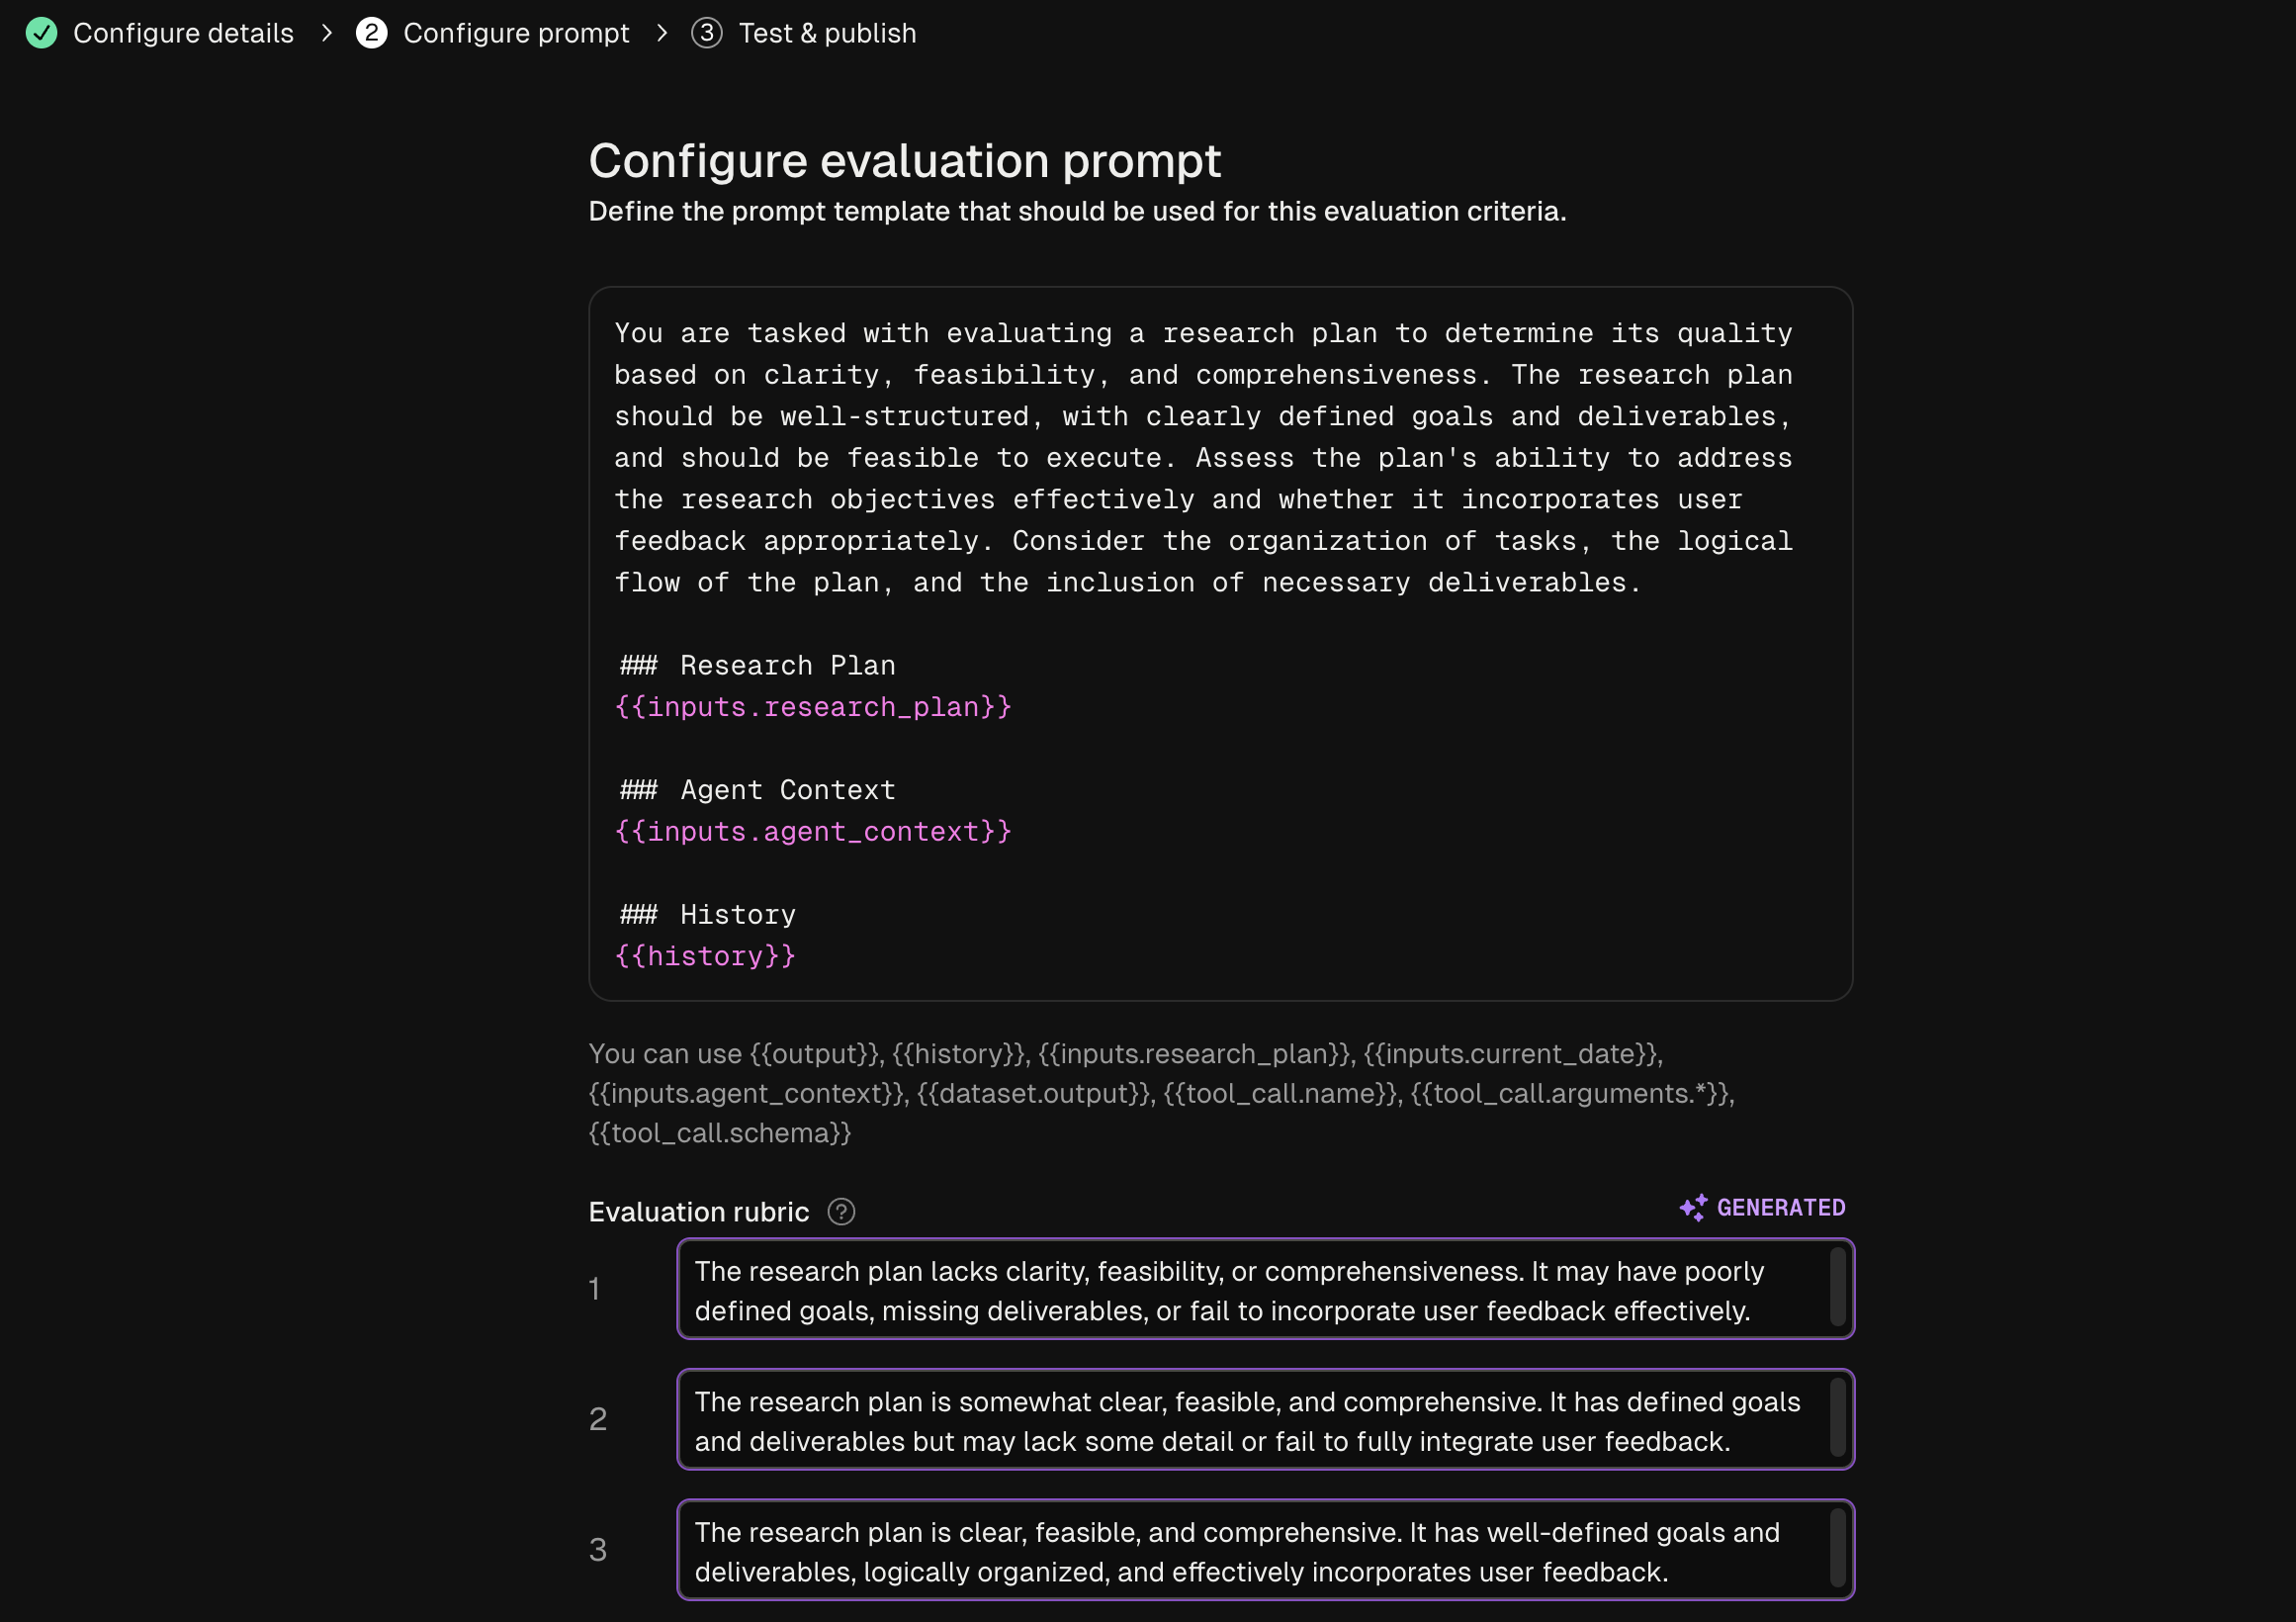 Configure details
2 Configure prompt
3 Test & publish
Configure evaluation prompt
Define the prompt template that should be used for this evaluation criteria.
You are tasked with evaluating a research plan to determine its quality
based on clarity, feasibility, and comprehensiveness. The research plan
should be well-structured, with clearly defined goals and deliverables,
and should be feasible to execute. Assess the plan's ability to address
the research objectives effectively and whether it incorporates user
feedback appropriately. Consider the organization of tasks, the logical
flow of the plan, and the inclusion of necessary deliverables.
### Research Plan
{{inputs.research_plan}}
### Agent Context
{{inputs.agent_context}}
### History
{{history}}
You can use {{output}}, {{history}}, {{inputs.research_plan}}, {{inputs.current_date}},
{{inputs.agent_context}}, {{dataset.output}}, {{tool_call.name}}, {{tool_call.arguments.*}},
{{tool_call.schema}}
Evaluation rubric ?
GENERATED
1
The research plan lacks clarity, feasibility, or comprehensiveness. It may have poorly
defined goals, missing deliverables, or fail to incorporate user feedback effectively.
2
The research plan is somewhat clear, feasible, and comprehensive. It has defined goals
and deliverables but may lack some detail or fail to fully integrate user feedback.
3
The research plan is clear, feasible, and comprehensive. It has well-defined goals and
deliverables, logically organized, and effectively incorporates user feedback.